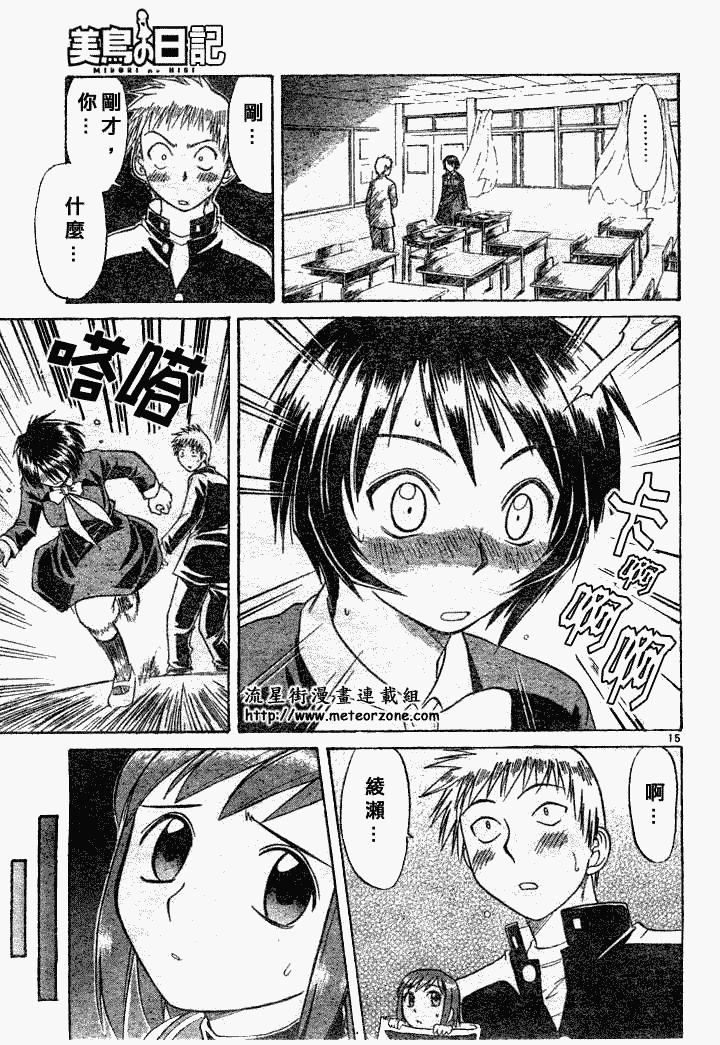 美鳥の日記
MIDORI no HIBI
………
剛…
剛才，
你…
什麼…
卡
啊
啊
啊
嗒嗒
流星街漫畫連載組
http://www.meteorzone.com
15
啊…
綾瀨…